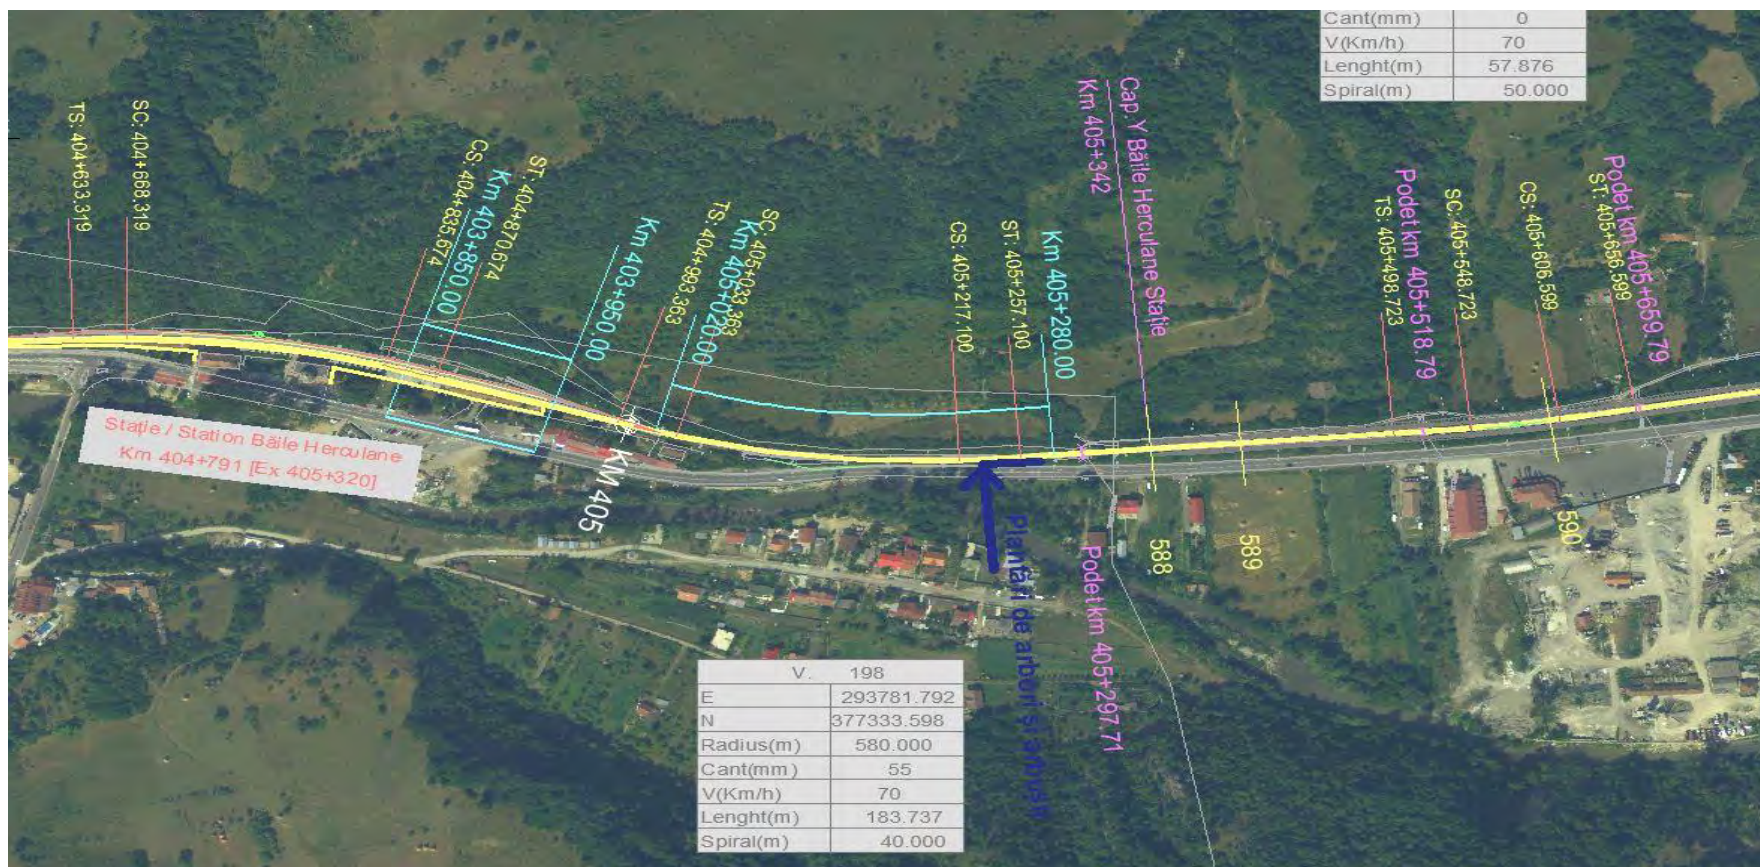 Cant(mm) 0
V(Km/h) 70
Lenght(m) 57.876
Spiral(m) 50.000
TS: 404+633.319
SC: 404+668.319
CS: 404+835.674
Km 403+850.00
ST: 404+870.674
Km 403+950.00
TS: 404+993.363
Km 405+020.00
SC: 405+033.363
CS: 405+217.100
ST: 405+257.100
Km 405+280.00
Km 405+342
Cap.Y Băile Herculane Stație
TS: 405+498.723
Podet km 405+518.79
SC: 405+548.723
CS: 405+606.599
ST: 405+656.599
Podet km 405+659.79
Stație / Station Băile Herculane
Km 404+791 [Ex 405+320]
KM 405
Plantări de arburi si arbusti
Podet km 405+297.71
588
589
590
V. 198
E 293781.792
N 377333.598
Radius(m) 580.000
Cant(mm) 55
V(Km/h) 70
Lenght(m) 183.737
Spiral(m) 40.000